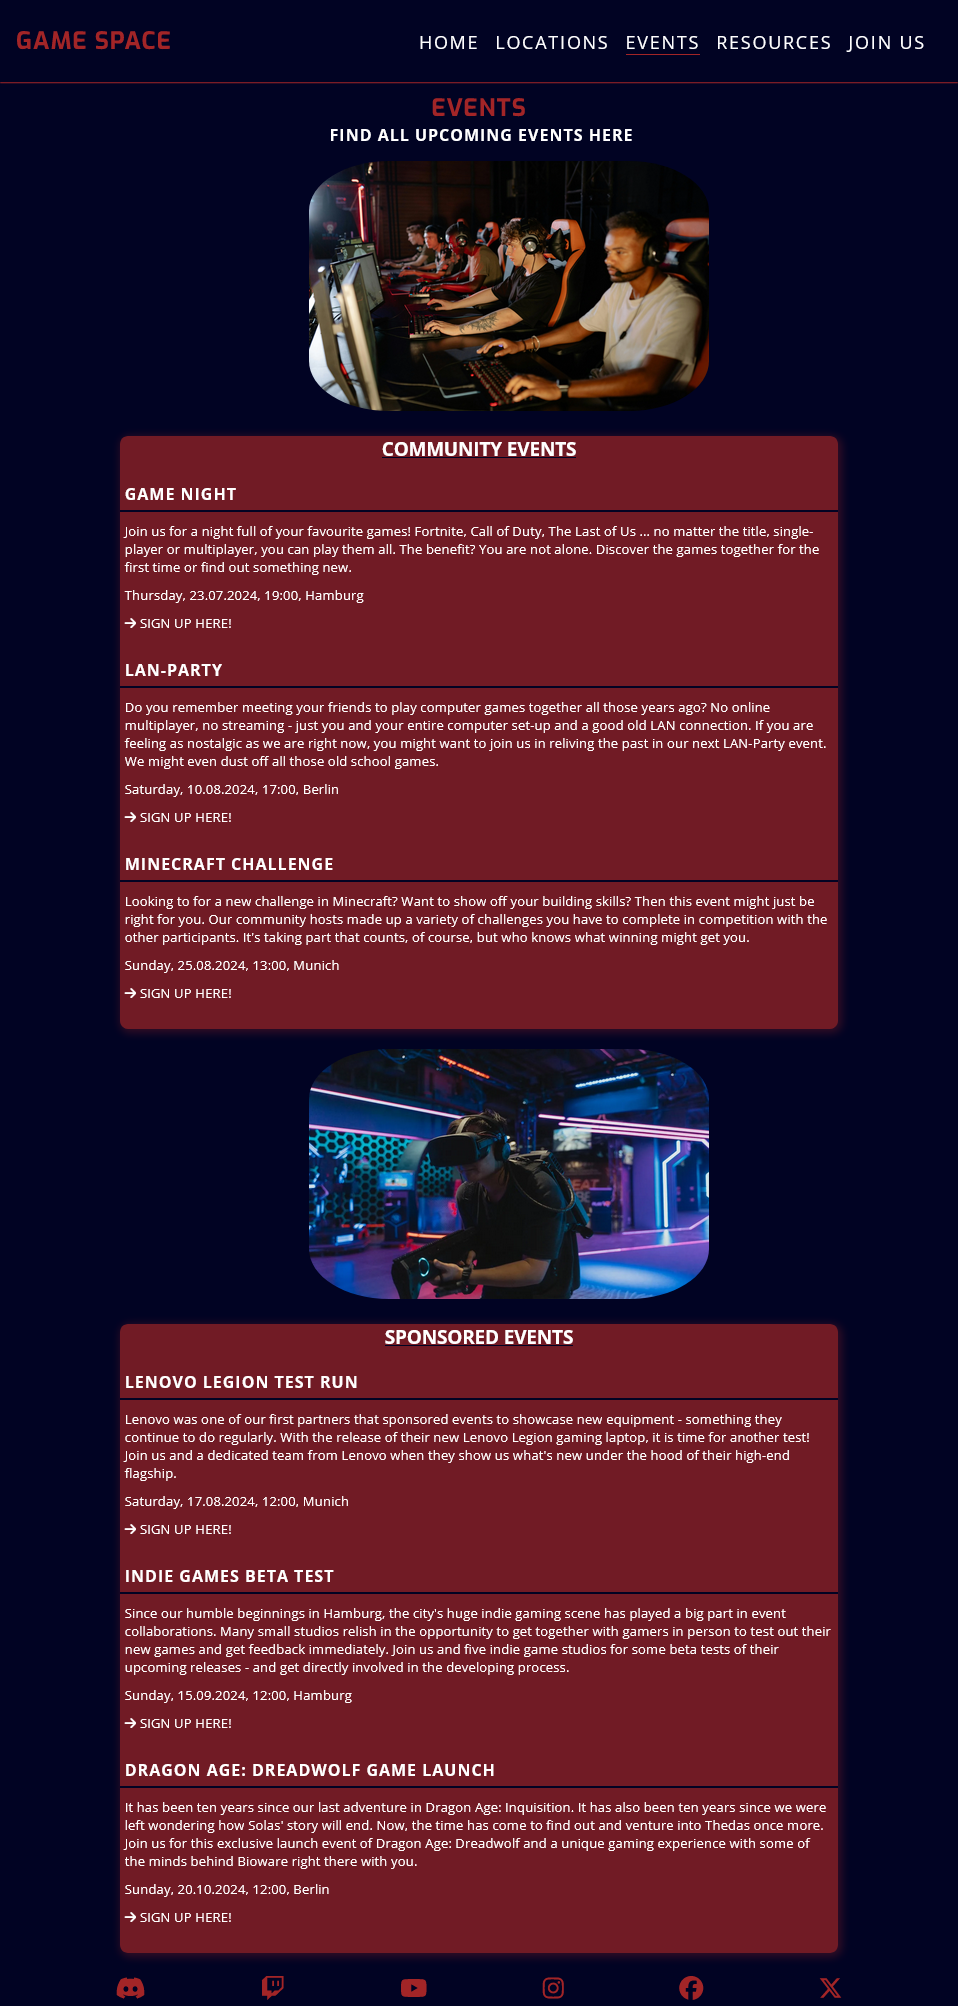 GAME SPACE
HOME LOCATIONS EVENTS RESOURCES JOIN US
EVENTS
FIND ALL UPCOMING EVENTS HERE
COMMUNITY EVENTS
GAME NIGHT
Join us for a night full of your favourite games! Fortnite, Call of Duty, The Last of Us ... no matter the title, single-
player or multiplayer, you can play them all. The benefit? You are not alone. Discover the games together for the
first time or find out something new.
Thursday, 23.07.2024, 19:00, Hamburg
→ SIGN UP HERE!
LAN-PARTY
Do you remember meeting your friends to play computer games together all those years ago? No online
multiplayer, no streaming - just you and your entire computer set-up and a good old LAN connection. If you are
feeling as nostalgic as we are right now, you might want to join us in reliving the past in our next LAN-Party event.
We might even dust off all those old school games.
Saturday, 10.08.2024, 17:00, Berlin
→ SIGN UP HERE!
MINECRAFT CHALLENGE
Looking to for a new challenge in Minecraft? Want to show off your building skills? Then this event might just be
right for you. Our community hosts made up a variety of challenges you have to complete in competition with the
other participants. It's taking part that counts, of course, but who knows what winning might get you.
Sunday, 25.08.2024, 13:00, Munich
→ SIGN UP HERE!
SPONSORED EVENTS
LENOVO LEGION TEST RUN
Lenovo was one of our first partners that sponsored events to showcase new equipment - something they
continue to do regularly. With the release of their new Lenovo Legion gaming laptop, it is time for another test!
Join us and a dedicated team from Lenovo when they show us what's new under the hood of their high-end
flagship.
Saturday, 17.08.2024, 12:00, Munich
→ SIGN UP HERE!
INDIE GAMES BETA TEST
Since our humble beginnings in Hamburg, the city's huge indie gaming scene has played a big part in event
collaborations. Many small studios relish in the opportunity to get together with gamers in person to test out their
new games and get feedback immediately. Join us and five indie game studios for some beta tests of their
upcoming releases - and get directly involved in the developing process.
Sunday, 15.09.2024, 12:00, Hamburg
→ SIGN UP HERE!
DRAGON AGE: DREADWOLF GAME LAUNCH
It has been ten years since our last adventure in Dragon Age: Inquisition. It has also been ten years since we were
left wondering how Solas' story will end. Now, the time has come to find out and venture into Thedas once more.
Join us for this exclusive launch event of Dragon Age: Dreadwolf and a unique gaming experience with some of
the minds behind Bioware right there with you.
Sunday, 20.10.2024, 12:00, Berlin
→ SIGN UP HERE!